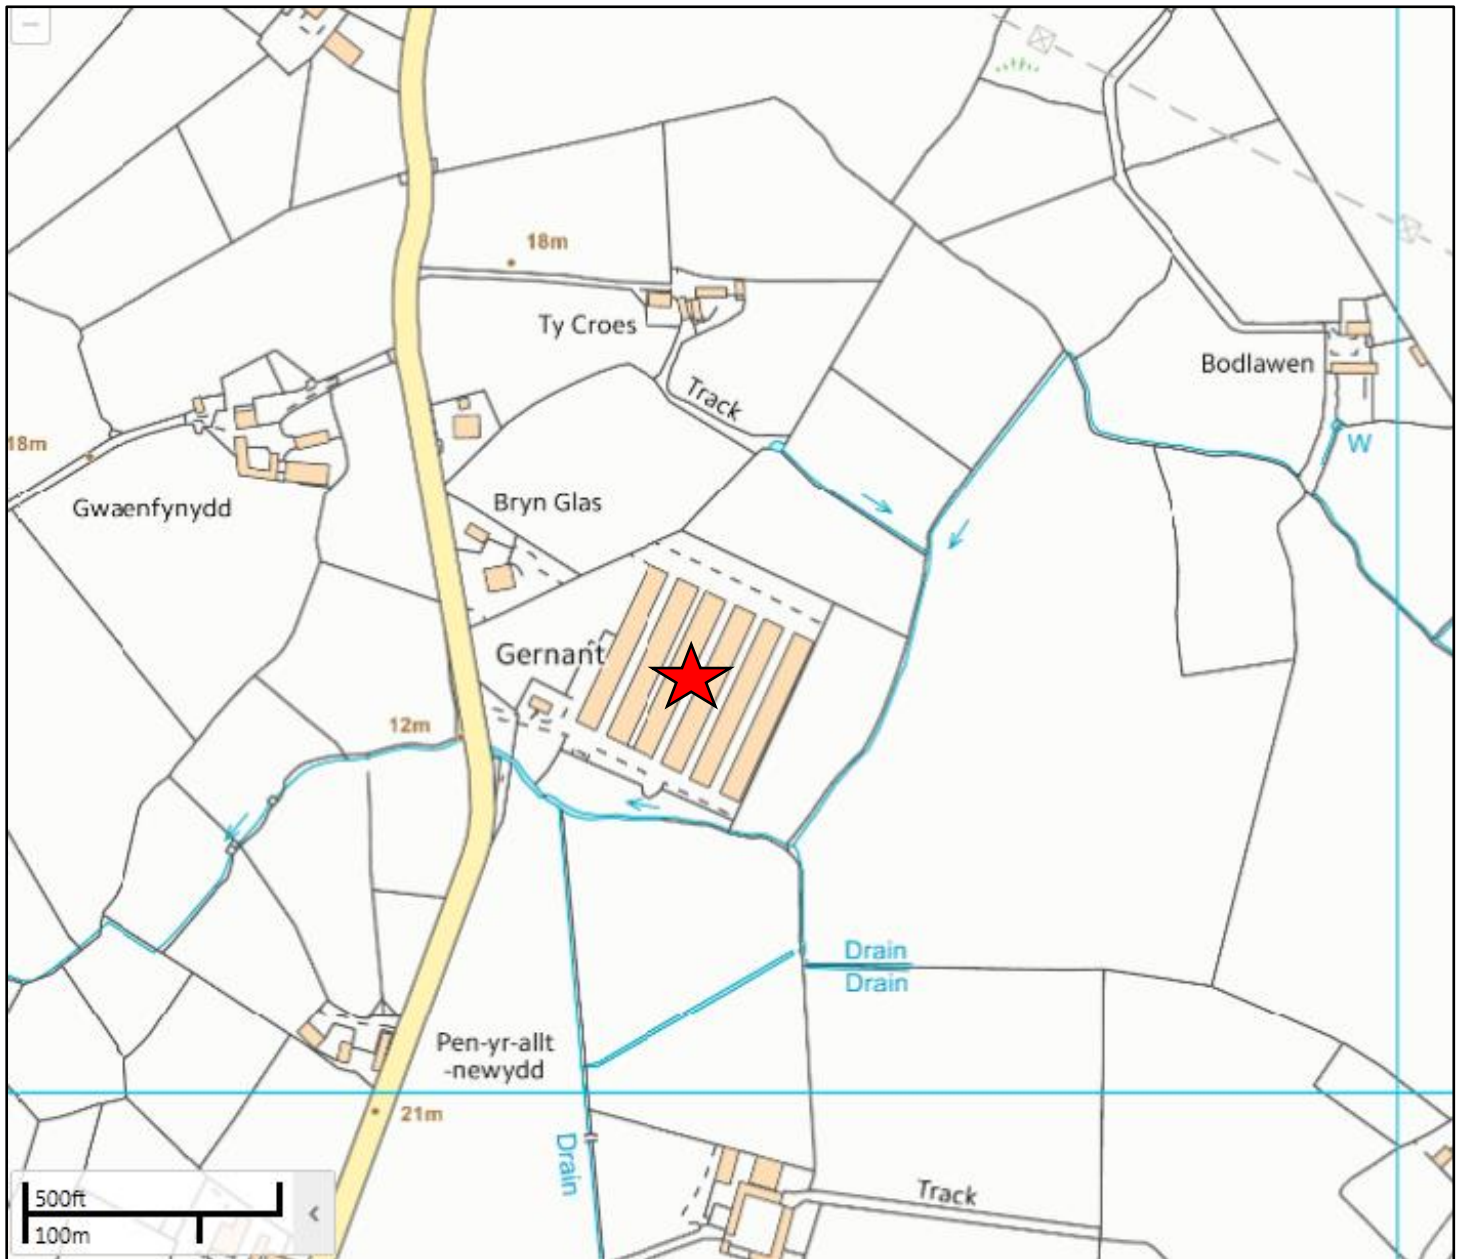 18m
Ty Croes
Bodlawen
Track
W
18m
Bryn Glas
Gwaenfynydd
Gernant
12m
Drain
Drain
Pen-yr-allt
-newydd
21m
Drain
Track
500ft
100m